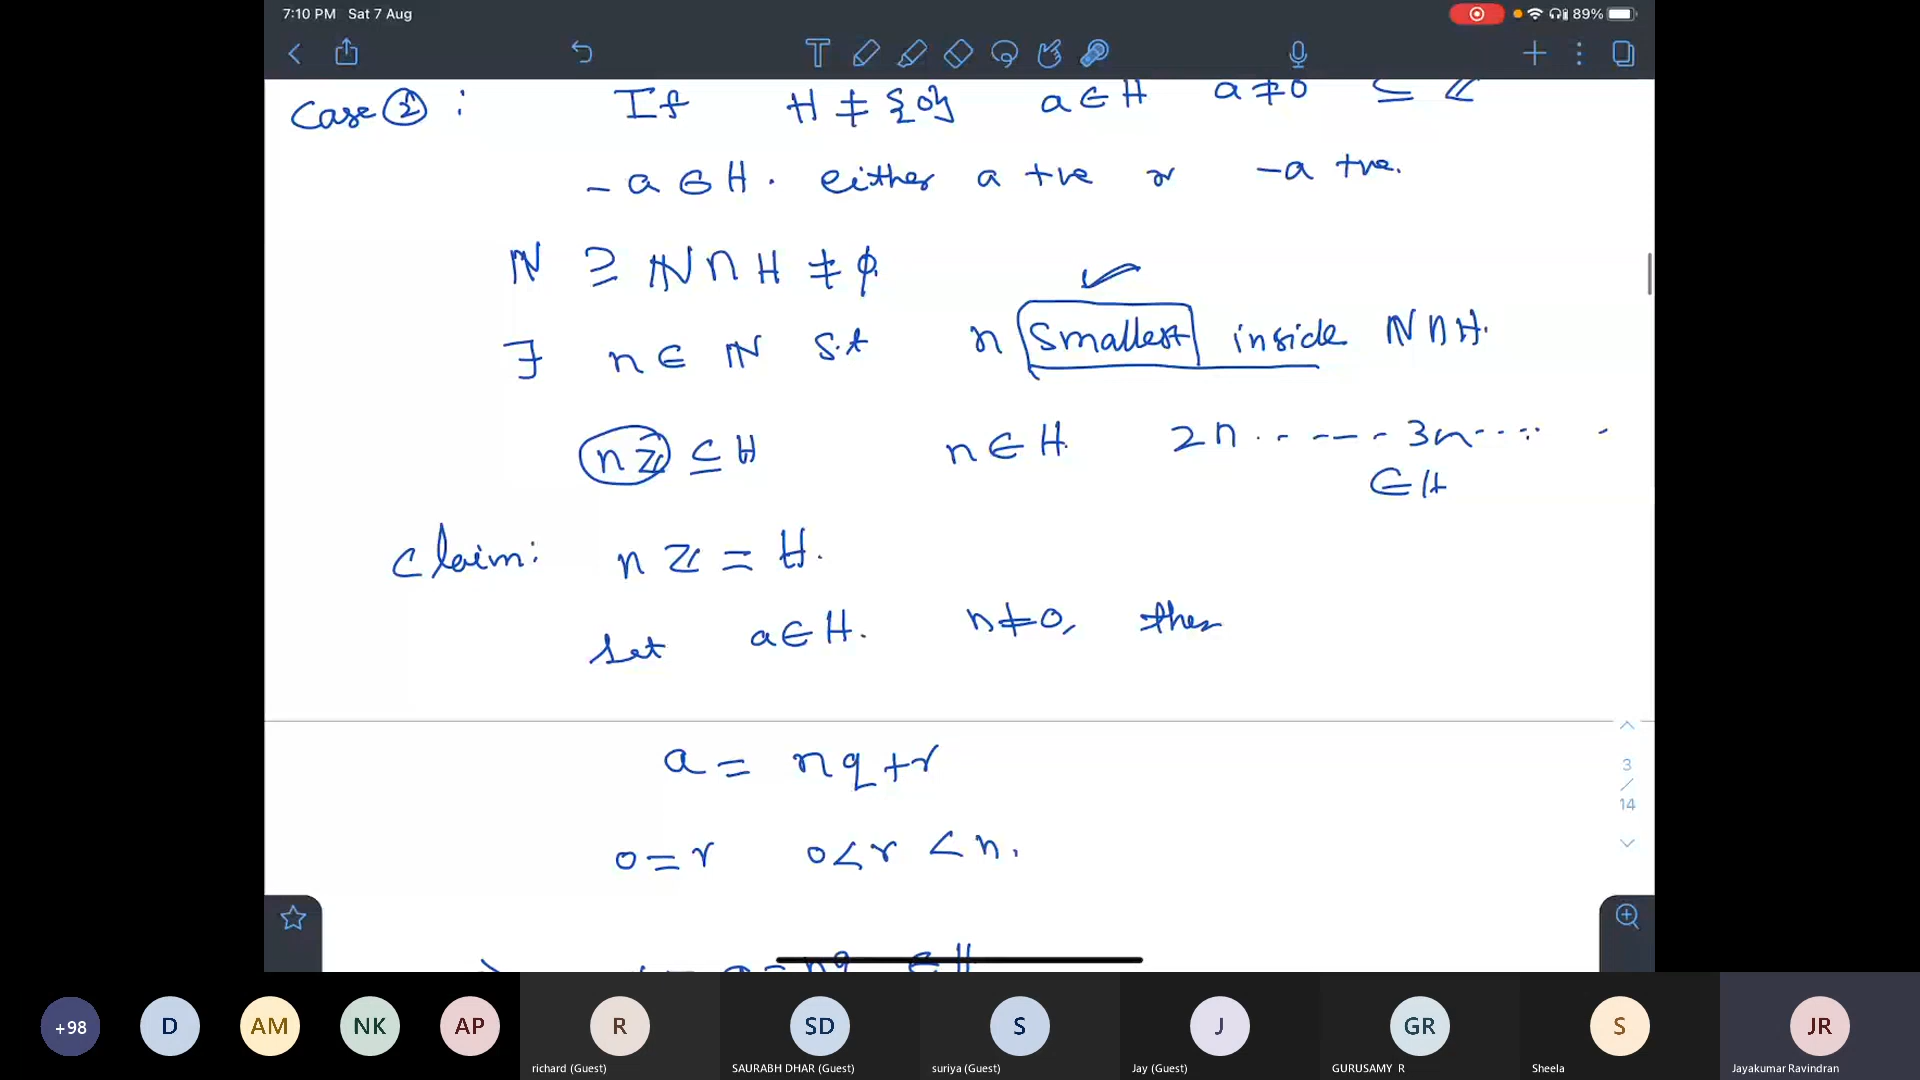 7:10 PM Sat 7 Aug 89%
Case ② : If H ≠ {0} a ∈ H a ≠ 0 ⊆ ℤ
- a ∈ H. either a +ve or -a +ve.
ℕ ⊇ ℕ ∩ H ≠ ϕ
∃ n ∈ ℕ s.t n Smallest inside ℕ ∩ H.
nℤ ⊆ H n ∈ H. 2n ------- 3n ------
∈ H
Claim: nℤ = H.
Let a ∈ H. n ≠ 0, then
a = nq + r
0 = r 0 < r < n.
3
/
14
+98 D AM NK AP R SD S J GR S JR
richard (Guest) SAURABH DHAR (Guest) suriya (Guest) Jay (Guest) GURUSAMY R Sheela Jayakumar Ravindran